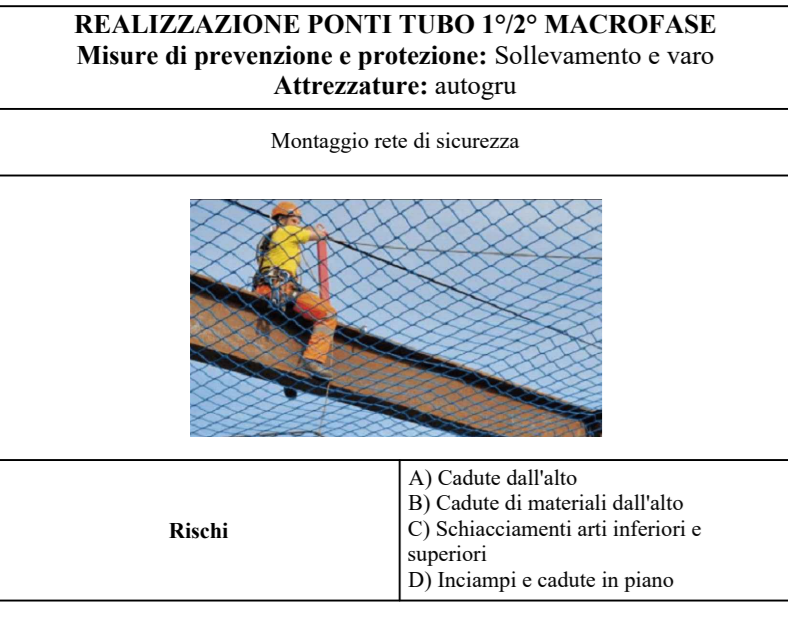 REALIZZAZIONE PONTI TUBO 1°/2° MACROFASE
Misure di prevenzione e protezione: Sollevamento e varo
Attrezzature: autogru
Montaggio rete di sicurezza
Rischi
A) Cadute dall'alto
B) Cadute di materiali dall'alto
C) Schiacciamenti arti inferiori e
superiori
D) Inciampi e cadute in piano